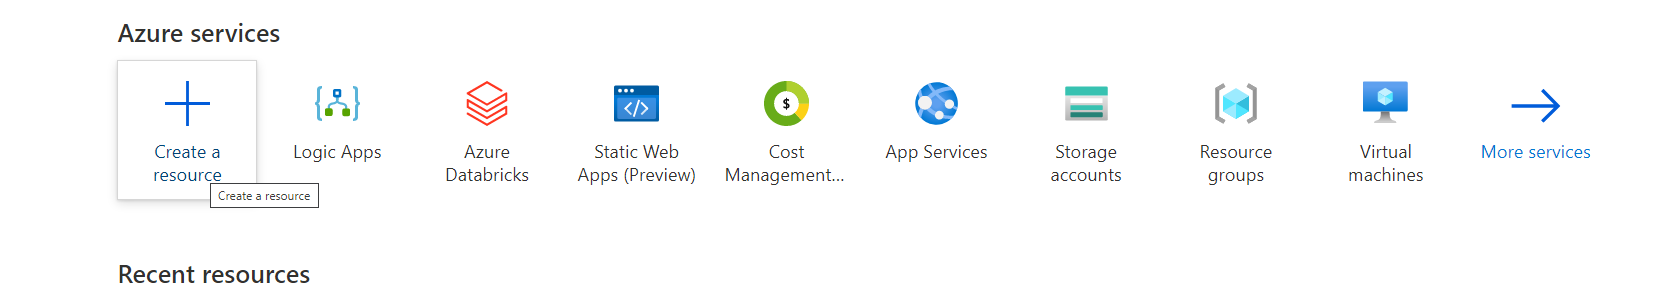 Azure services
Create a
resource
Logic Apps
Azure
Databricks
Static Web
Apps (Preview)
Cost
Management...
App Services
Storage
accounts
Resource
groups
Virtual
machines
More services
Create a resource
Recent resources